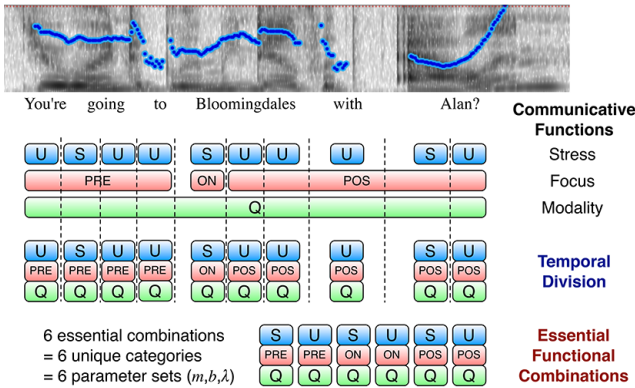 You're going to Bloomingdales with Alan?
Communicative
Functions
U S U U S U U U S U Stress
PRE ON POS Focus
Q Modality
U S U U S U U U S U
PRE PRE PRE PRE ON POS POS POS POS POS
Q Q Q Q Q Q Q Q Q Q
Temporal
Division
6 essential combinations
= 6 unique categories
= 6 parameter sets (m,b,λ)
S U S U S U
PRE PRE ON ON POS POS
Q Q Q Q Q Q
Essential
Functional
Combinations